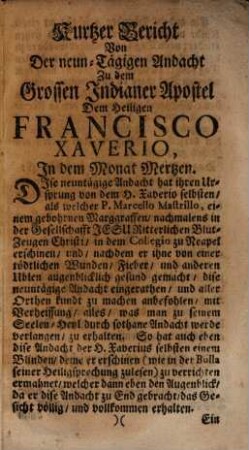 Kurtzer Bericht
Von
Der neun-Tägigen Andacht
Zu dem
Grossen Indianer Apostel
Dem Heiligen
FRANCISCO
XAVERIO,
In dem Monat Mertzen.
Dise neuntägige Andacht hat ihren Ur-
sprung von dem H. Xaverio selbsten/
als welcher P. Marcello Mastrillo, ei-
nem gebohrnen Marggraffen/ nachmalens in
der Gesellschafft JESU Ritterlichen Blut-
Zeugen Christi/ in dem Collegio zu Neapel
erschinen/ und/ nachdem er ihne von einer
tödtlichen Wunden/ Fieber/ und anderen
Ublen augenblicklich gesund gemacht/ dise
neuntägige Andacht eingerathen/ und aller
Orthen kundt zu machen anbefohlen/ mit
Verheissung/ alles/ was man zu seinem
Seelen-Heyl durch sothane Andacht werde
verlangen/ zu erhalten. So hat auch eben
dise Andacht der H. Xaverius selbsten einem
Blinden/ deme er erschinen (wie in der Bulla
seiner Heiligsprechung zulesen) zu verrichten
ermahnet/ welcher dann eben den Augenblick/
da er dise Andacht zu End gebracht/ das Ge-
sicht völlig/ und vollkommen erhalten.
)( Ein